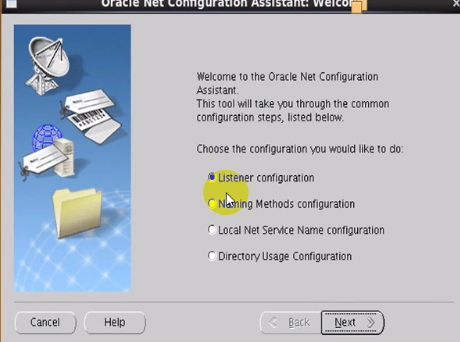 Oracle Net Configuration Assistant: Welco
Welcome to the Oracle Net Configuration
Assistant.
This tool will take you through the common
configuration steps, listed below.
Choose the configuration you would like to do:
Listener configuration
Naming Methods configuration
Local Net Service Name configuration
Directory Usage Configuration
Cancel
Help
Back
Next